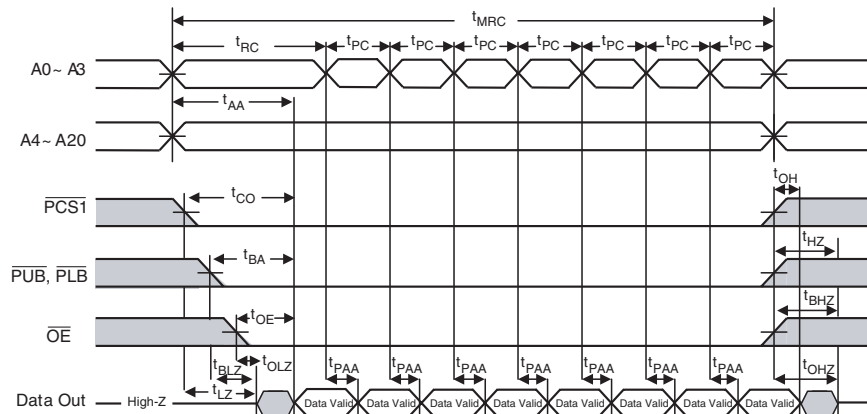 tMRC
tRC tPC tPC tPC tPC tPC tPC tPC
A0~ A3
tAA
A4~ A20
tOH
tCO
PCS1
tHZ
tBA
PUB, PLB
tBHZ
tOE
OE
tBLZ tOLZ tPAA tPAA tPAA tPAA tPAA tPAA tPAA tOHZ
tLZ
Data Out High-Z Data Valid Data Valid Data Valid Data Valid Data Valid Data Valid Data Valid Data Valid